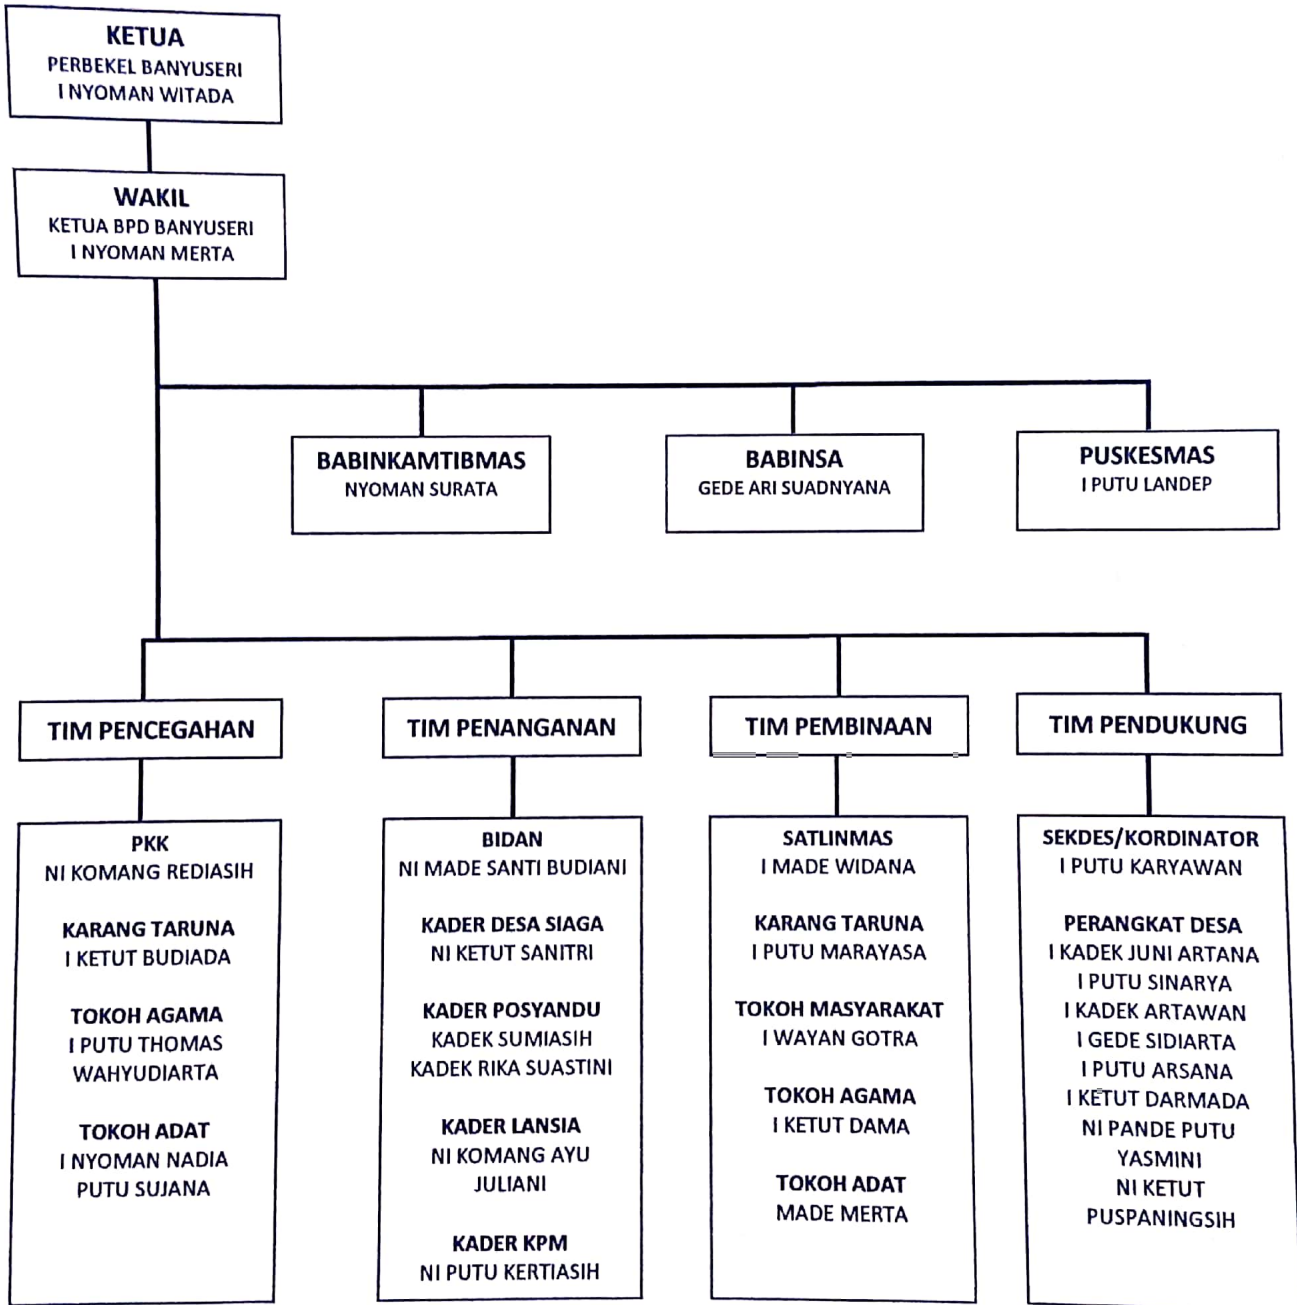 KETUA
PERBEKEL BANYUSERI
I NYOMAN WITADA
WAKIL
KETUA BPD BANYUSERI
I NYOMAN MERTA
BABINKAMTIBMAS
NYOMAN SURATA
BABINSA
GEDE ARI SUADNYANA
PUSKESMAS
I PUTU LANDEP
TIM PENCEGAHAN
PKK
NI KOMANG REDIASIH
KARANG TARUNA
I KETUT BUDIADA
TOKOH AGAMA
I PUTU THOMAS
WAHYUDIARTA
TOKOH ADAT
I NYOMAN NADIA
PUTU SUJANA
TIM PENANGANAN
BIDAN
NI MADE SANTI BUDIANI
KADER DESA SIAGA
NI KETUT SANITRI
KADER POSYANDU
KADEK SUMIASIH
KADEK RIKA SUASTINI
KADER LANSIA
NI KOMANG AYU
JULIANI
KADER KPM
NI PUTU KERTIASIH
TIM PEMBINAAN
SATLINMAS
I MADE WIDANA
KARANG TARUNA
I PUTU MARAYASA
TOKOH MASYARAKAT
I WAYAN GOTRA
TOKOH AGAMA
I KETUT DAMA
TOKOH ADAT
MADE MERTA
TIM PENDUKUNG
SEKDES/KORDINATOR
I PUTU KARYAWAN
PERANGKAT DESA
I KADEK JUNI ARTANA
I PUTU SINARYA
I KADEK ARTAWAN
I GEDE SIDIARTA
I PUTU ARSANA
I KETUT DARMADA
NI PANDE PUTU
YASMINI
NI KETUT
PUSPANINGSIH